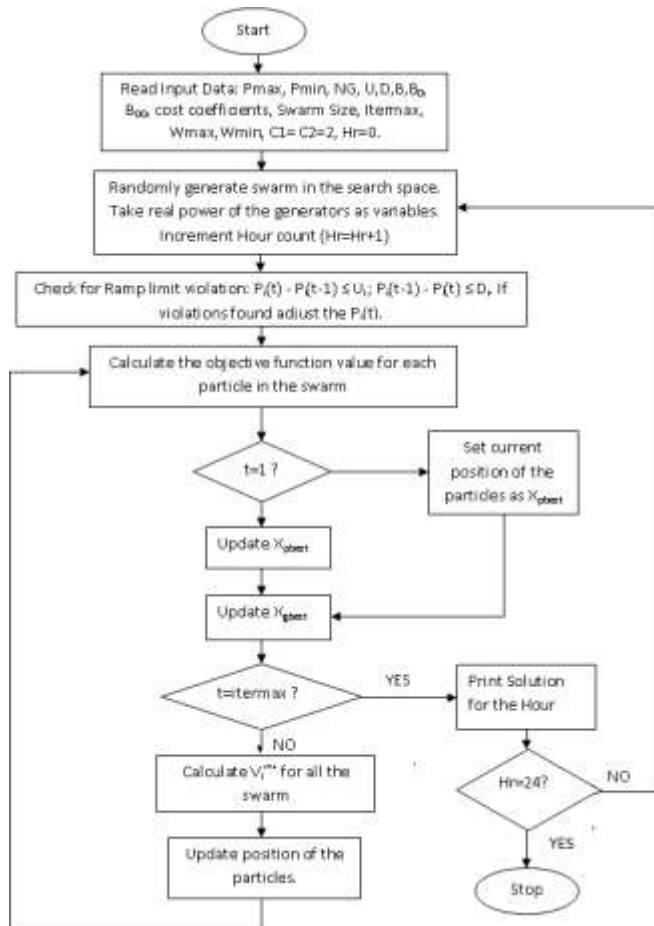 Start
Read Input Data: Pmax, Pmin, NG, U,D,B,B₀,
B₀₀, cost coefficients, Swarm Size, Itermax,
Wmax, Wmin, C1= C2=2, Hr=0.
Randomly generate swarm in the search space.
Take real power of the generators as variables.
Increment Hour count (Hr=Hr+1)
Check for Ramp limit violation: Pᵢ(t) - Pᵢ(t-1) ≤ Uᵢ; Pᵢ(t-1) - Pᵢ(t) ≤ Dᵢ. If
violations found adjust the Pᵢ(t).
Calculate the objective function value for each
particle in the swarm
t=1 ?
Set current
position of the
particles as X_pbest
Update X_pbest
Update X_gbest
t=itermax ?
YES
Print Solution
for the Hour
NO
Calculate for all the
swarm
Hr=24?
NO
Update position of the
particles.
YES
Stop